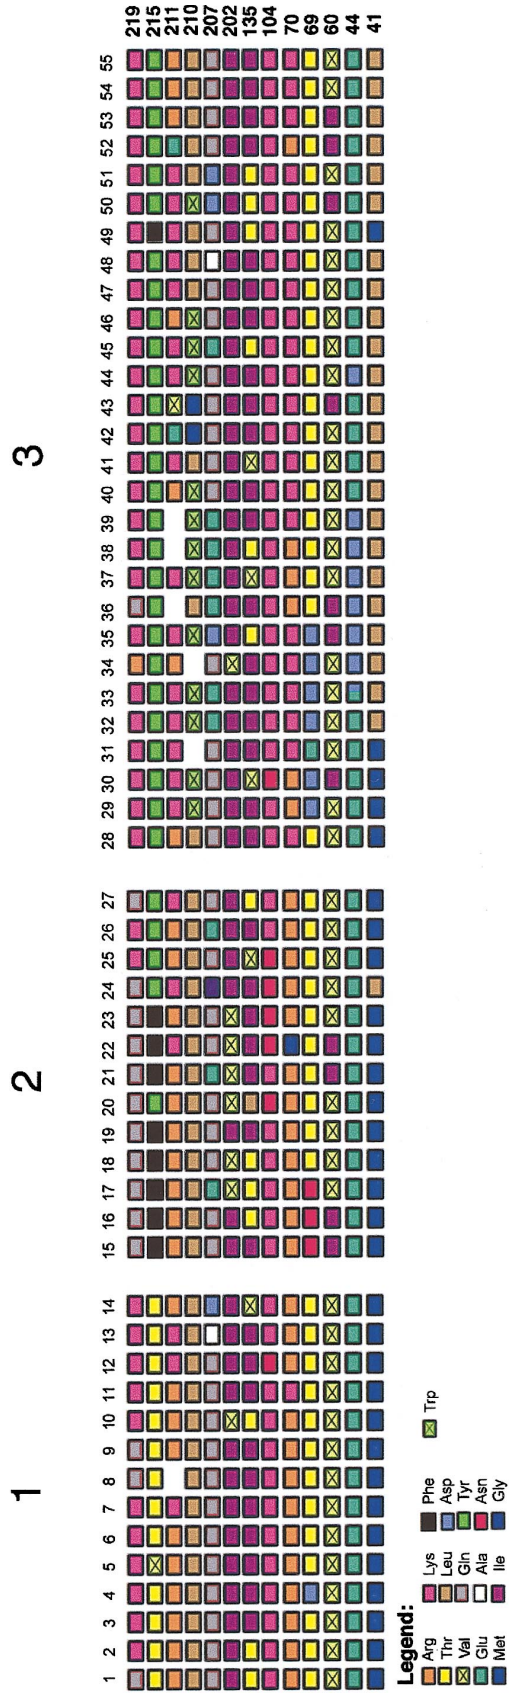 1 2 3
1 2 3 4 5 6 7 8 9 10 11 12 13 14 15 16 17 18 19 20 21 22 23 24 25 26 27 28 29 30 31 32 33 34 35 36 37 38 39 40 41 42 43 44 45 46 47 48 49 50 51 52 53 54 55
219
215
211
210
207
202
135
104
70
69
60
44
41
Legend:
Arg Lys Phe
Thr Leu Asp
Val Gln Tyr Trp
Glu Ala Asn
Met Ile Gly